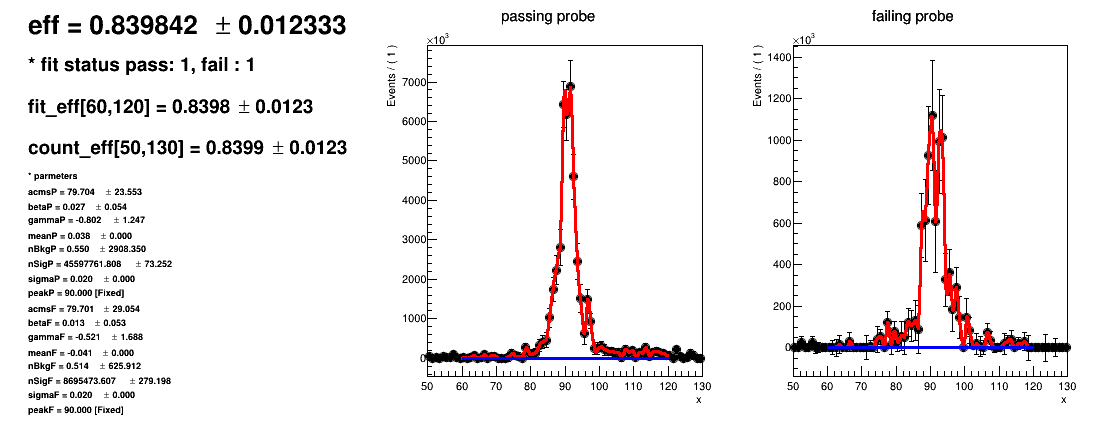 eff = 0.839842 ± 0.012333
* fit status pass: 1, fail : 1
fit_eff[60,120] = 0.8398 ± 0.0123
count_eff[50,130] = 0.8399 ± 0.0123
* parmeters
acmsP = 79.704 ± 23.553
betaP = 0.027 ± 0.054
gammaP = -0.802 ± 1.247
meanP = 0.038 ± 0.000
nBkgP = 0.550 ± 2908.350
nSigP = 45597761.808 ± 73.252
sigmaP = 0.020 ± 0.000
peakP = 90.000 [Fixed]
acmsF = 79.701 ± 29.054
betaF = 0.013 ± 0.053
gammaF = -0.521 ± 1.688
meanF = -0.041 ± 0.000
nBkgF = 0.514 ± 625.912
nSigF = 8695473.607 ± 279.198
sigmaF = 0.020 ± 0.000
peakF = 90.000 [Fixed]
passing probe
×10³
Events / ( 1 )
7000
6000
5000
4000
3000
2000
1000
0
50 60 70 80 90 100 110 120 130
x
failing probe
×10³
Events / ( 1 )
1400
1200
1000
800
600
400
200
0
50 60 70 80 90 100 110 120 130
x